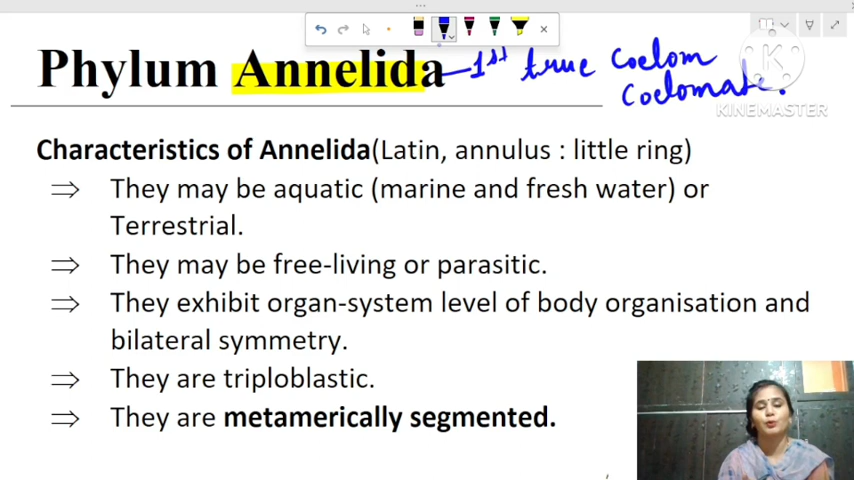 Phylum Annelida – 1st true Coelom
Coelomate.
KINEMASTER
Characteristics of Annelida(Latin, annulus : little ring)
⇒ They may be aquatic (marine and fresh water) or
Terrestrial.
⇒ They may be free-living or parasitic.
⇒ They exhibit organ-system level of body organisation and
bilateral symmetry.
⇒ They are triploblastic.
⇒ They are metamerically segmented.